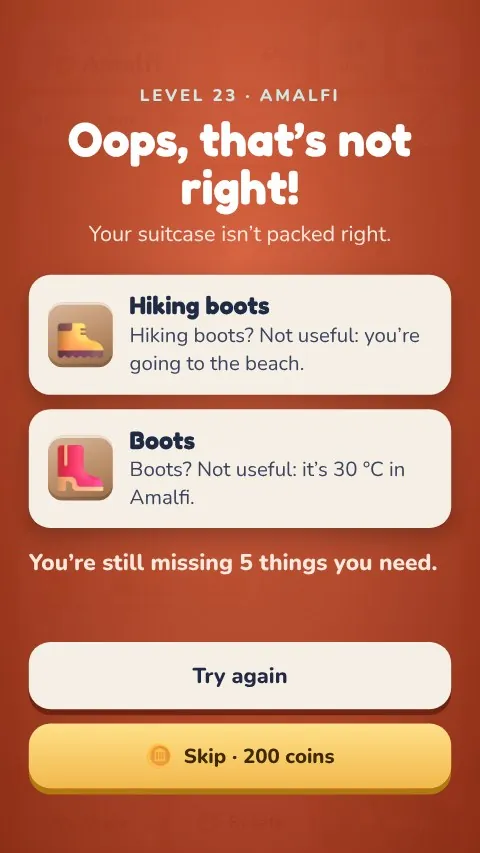 LEVEL 23 · AMALFI
Oops, that’s not
right!
Your suitcase isn’t packed right.
Hiking boots
Hiking boots? Not useful: you’re
going to the beach.
Boots
Boots? Not useful: it’s 30 °C in
Amalfi.
You’re still missing 5 things you need.
Try again
Skip · 200 coins